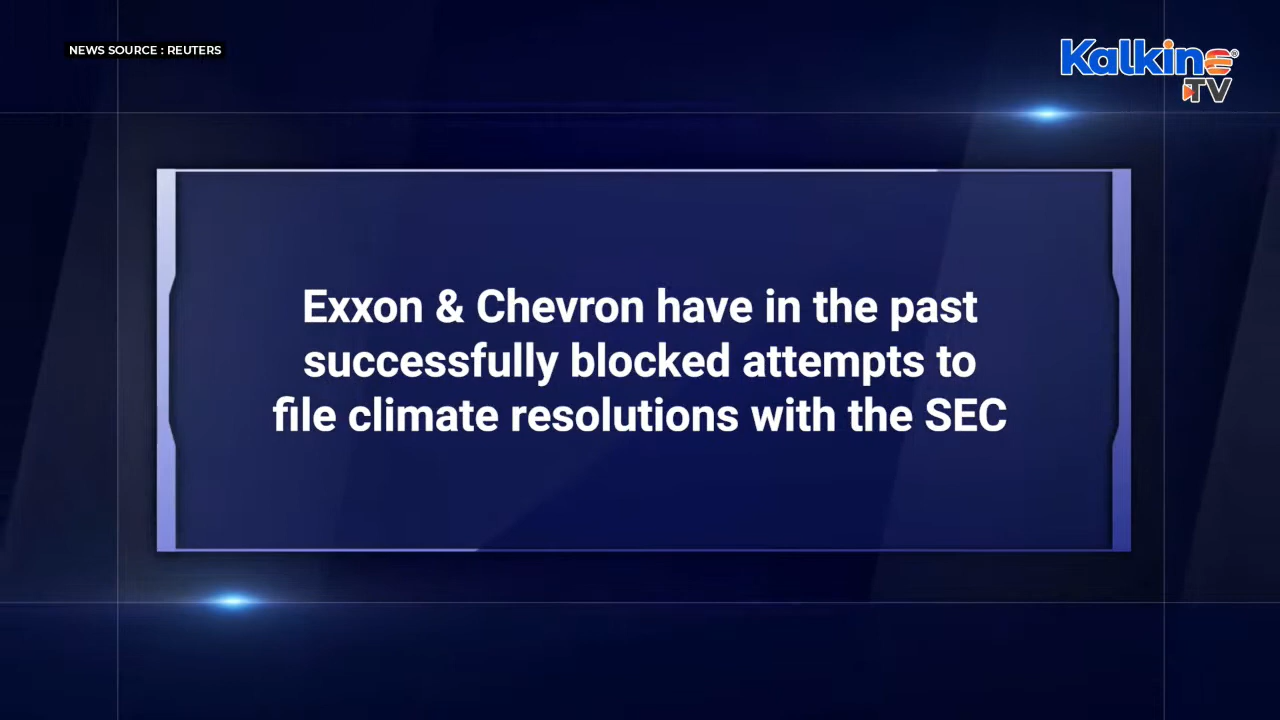 NEWS SOURCE : REUTERS
Kalkine®
TV
Exxon & Chevron have in the past
successfully blocked attempts to
file climate resolutions with the SEC